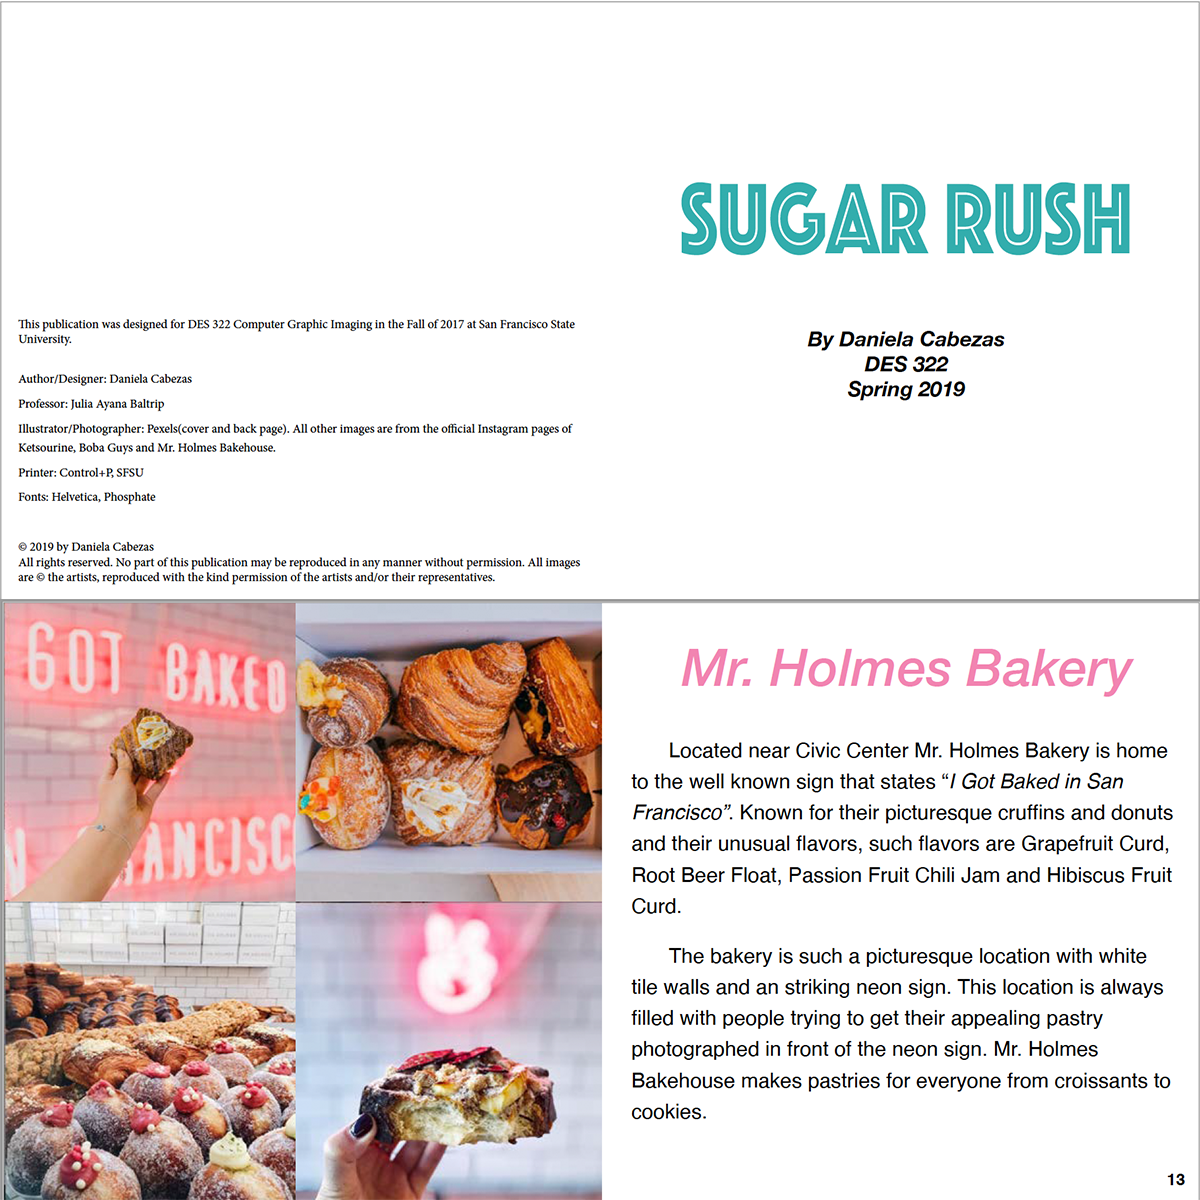 This publication was designed for DES 322 Computer Graphic Imaging in the Fall of 2017 at San Francisco State
University.
Author/Designer: Daniela Cabezas
Professor: Julia Ayana Baltrip
Illustrator/Photographer: Pexels(cover and back page). All other images are from the official Instagram pages of
Ketsourine, Boba Guys and Mr. Holmes Bakehouse.
Printer: Control+P, SFSU
Fonts: Helvetica, Phosphate
© 2019 by Daniela Cabezas
All rights reserved. No part of this publication may be reproduced in any manner without permission. All images
are © the artists, reproduced with the kind permission of the artists and/or their representatives.
SUGAR RUSH
By Daniela Cabezas
DES 322
Spring 2019
GOT BAKED
N FRANCISC
Mr. Holmes Bakery
Located near Civic Center Mr. Holmes Bakery is home
to the well known sign that states “I Got Baked in San
Francisco”. Known for their picturesque cruffins and donuts
and their unusual flavors, such flavors are Grapefruit Curd,
Root Beer Float, Passion Fruit Chili Jam and Hibiscus Fruit
Curd.
The bakery is such a picturesque location with white
tile walls and an striking neon sign. This location is always
filled with people trying to get their appealing pastry
photographed in front of the neon sign. Mr. Holmes
Bakehouse makes pastries for everyone from croissants to
cookies.
13